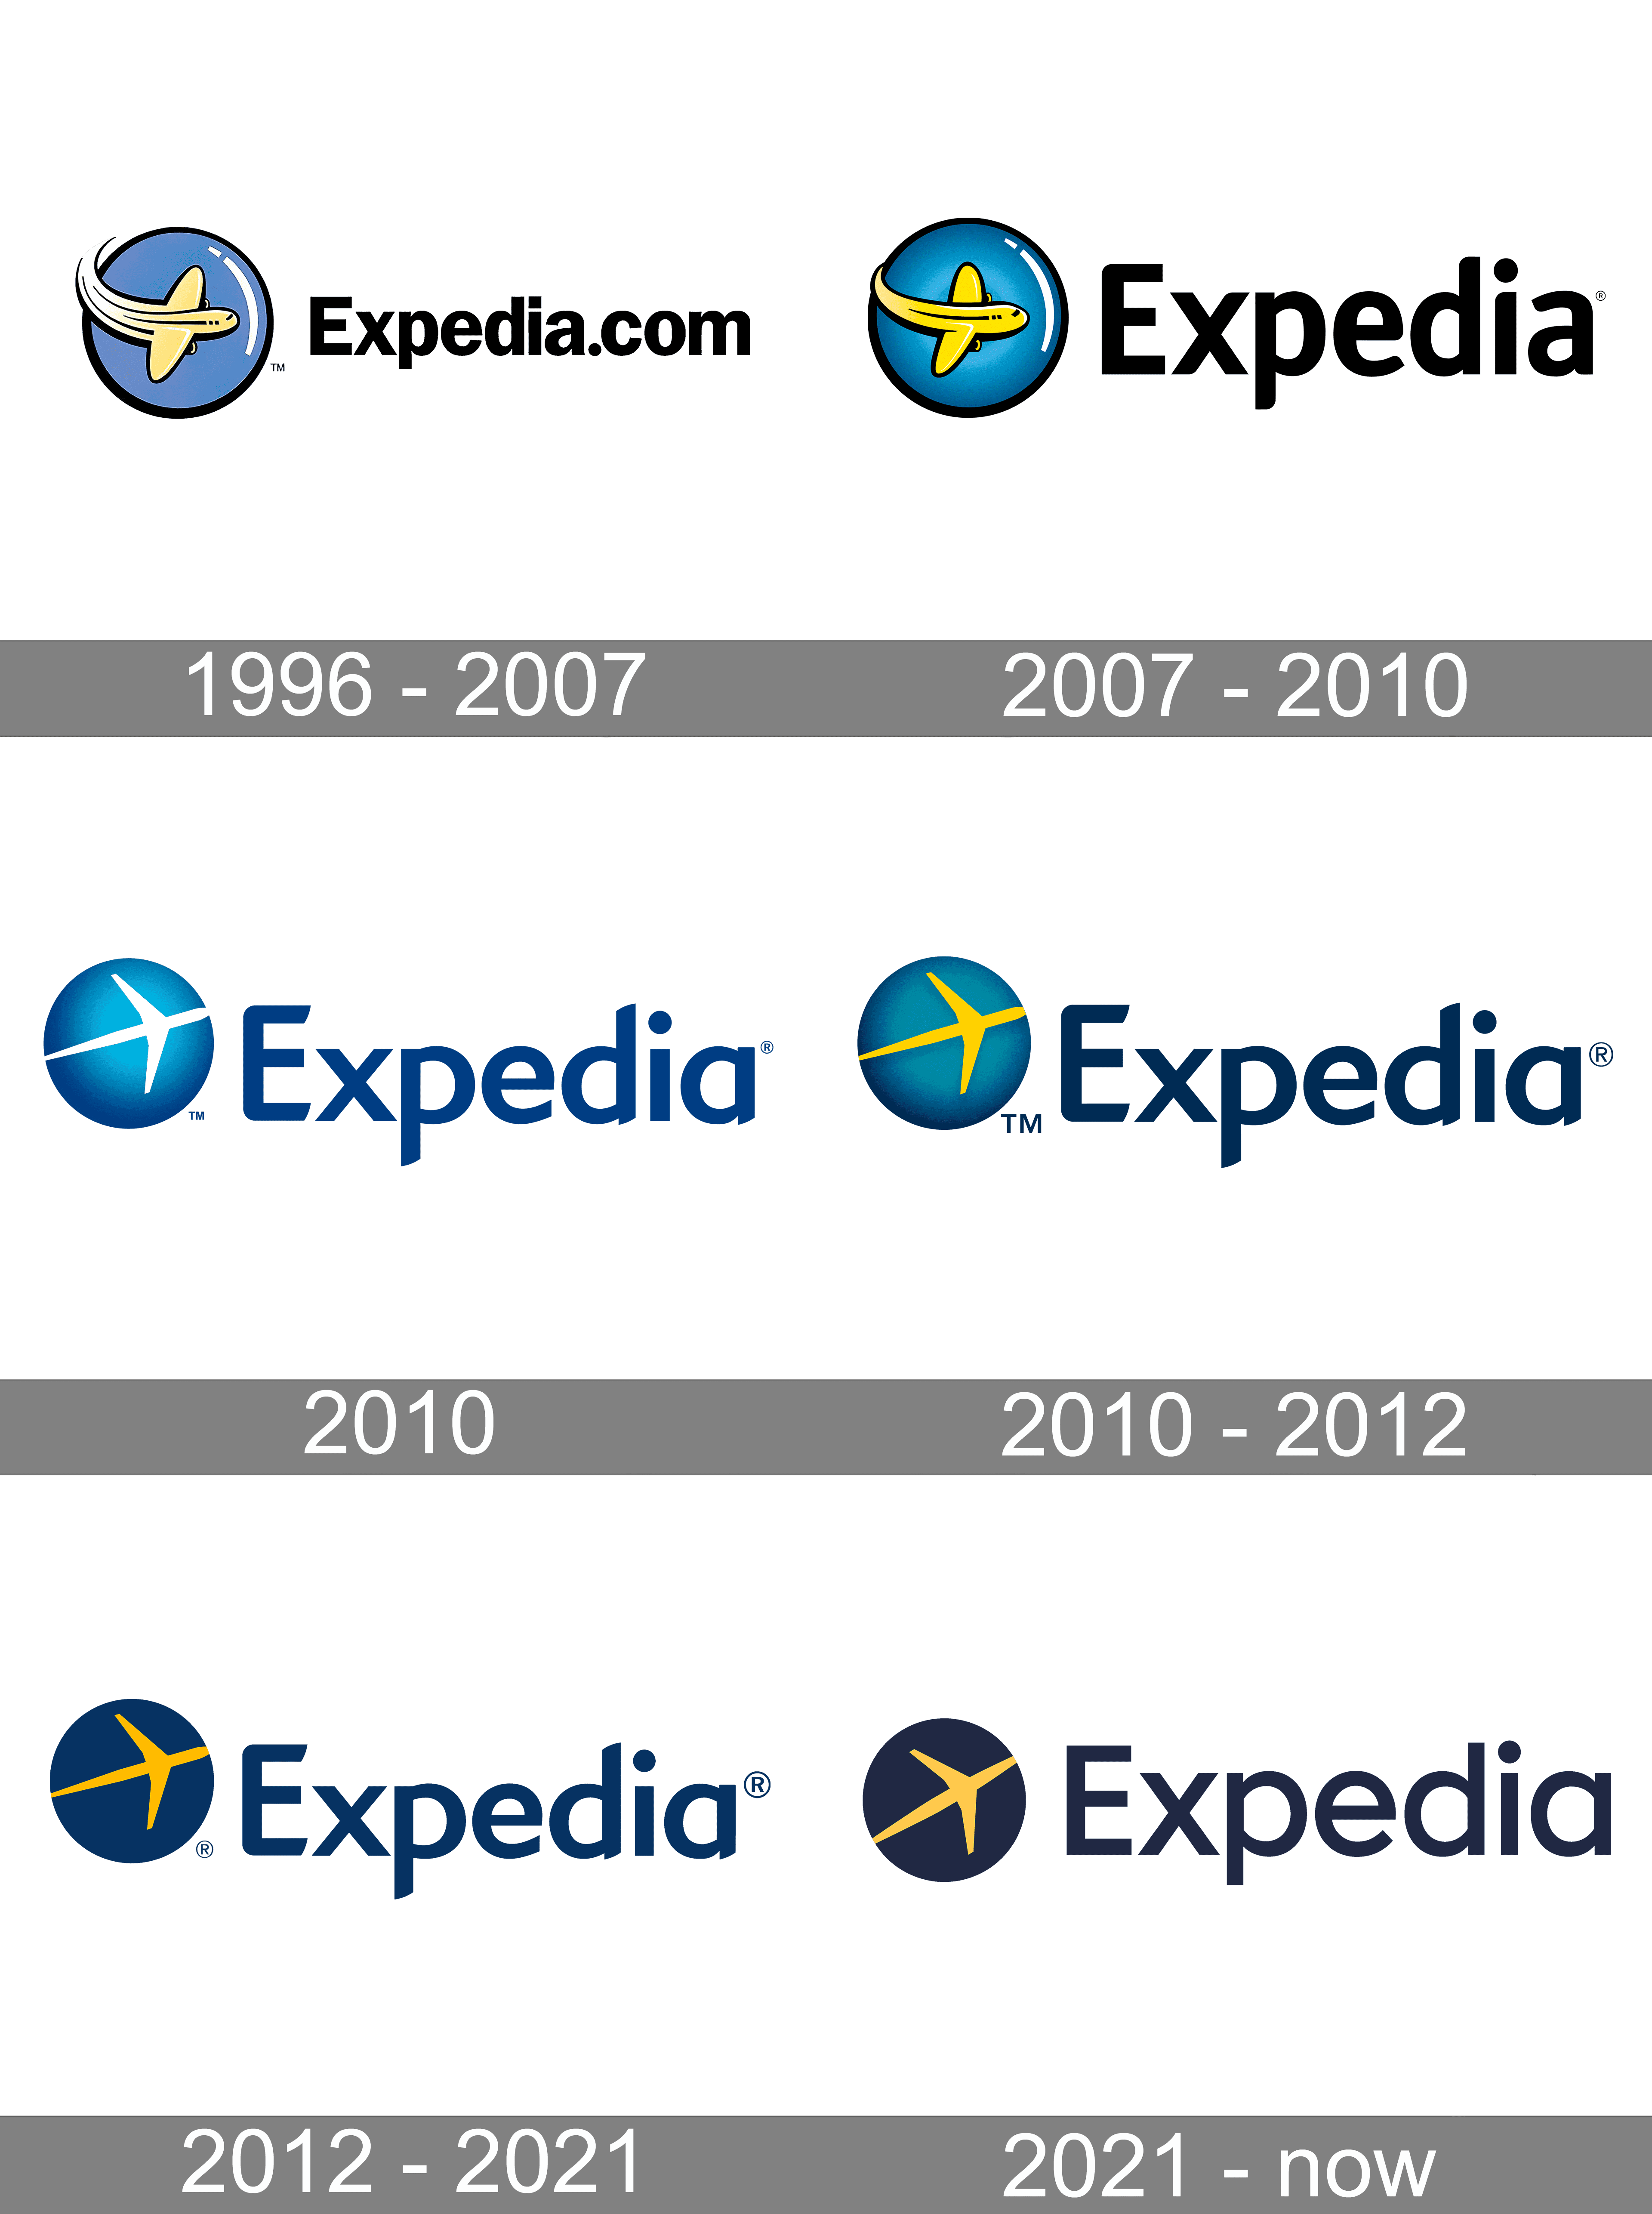 Expedia.com
™
Expedia®
1996 - 2007
2007 - 2010
™
Expedia®
™
Expedia®
2010
2010 - 2012
®
Expedia®
Expedia
2012 - 2021
2021 - now